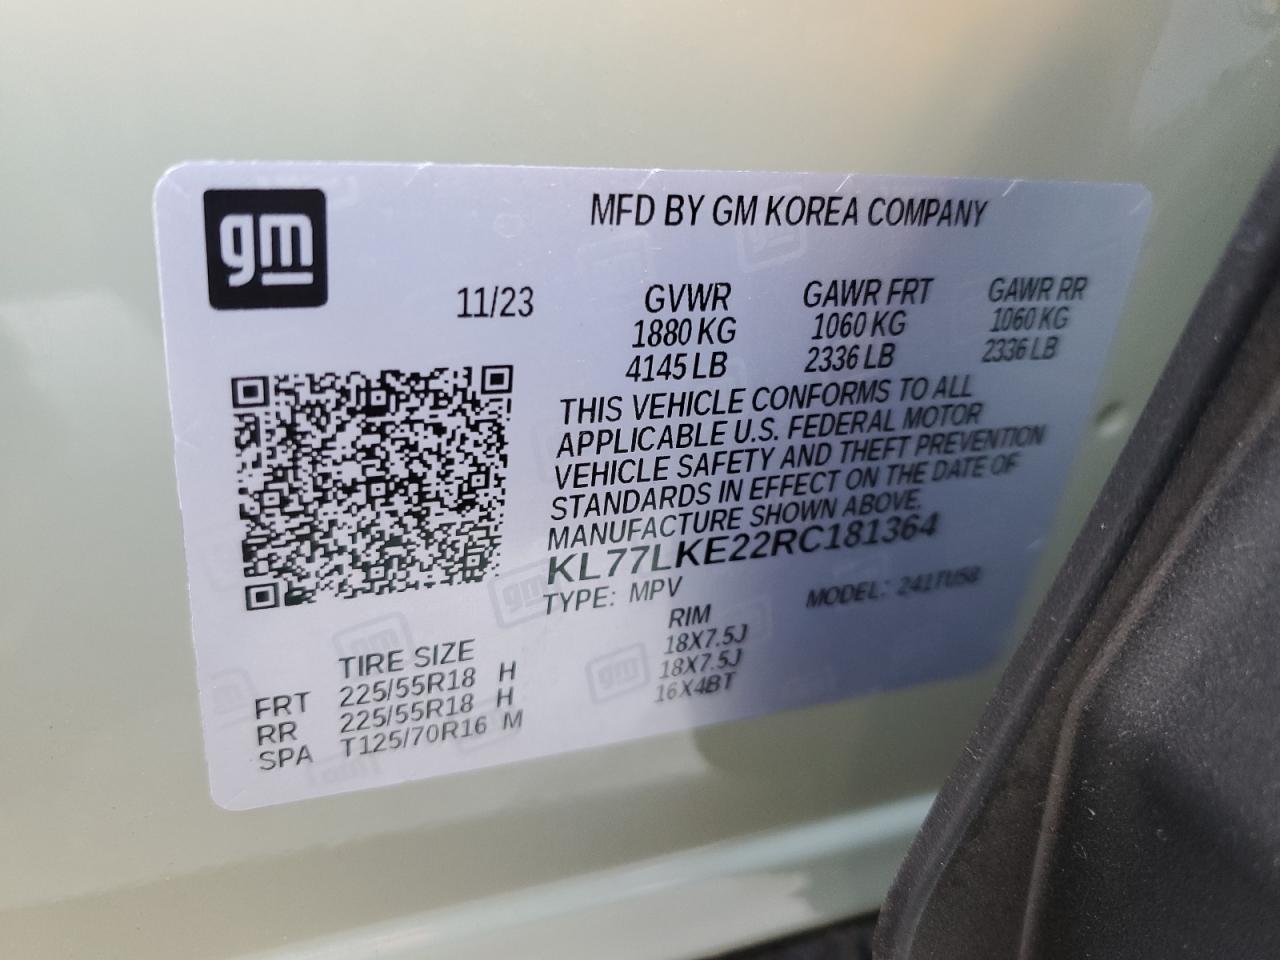 gm
MFD BY GM KOREA COMPANY
11/23
GVWR GAWR FRT GAWR RR
1880 KG 1060 KG 1060 KG
4145 LB 2336 LB 2336 LB
THIS VEHICLE CONFORMS TO ALL
APPLICABLE U.S. FEDERAL MOTOR
VEHICLE SAFETY AND THEFT PREVENTION
STANDARDS IN EFFECT ON THE DATE OF
MANUFACTURE SHOWN ABOVE.
KL77LKE22RC181364
TYPE: MPV MODEL: 241TU58
TIRE SIZE RIM
FRT 225/55R18 H 18X7.5J
RR 225/55R18 H 18X7.5J
SPA T125/70R16 M 16X4BT